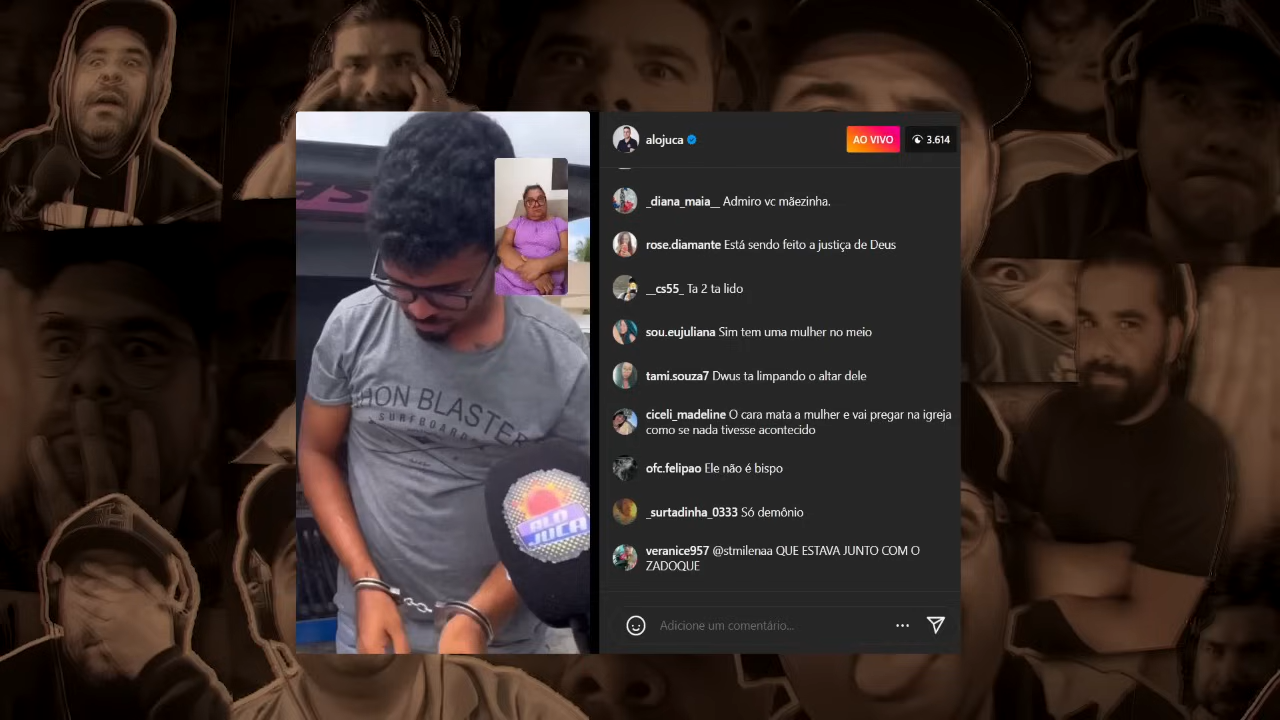 alojuca
AO VIVO
3.614
_diana_maia__ Admiro vc mãezinha.
rose.diamante Está sendo feito a justiça de Deus
__cs55_ Ta 2 ta lido
sou.eujuliana Sim tem uma mulher no meio
tami.souza7 Dwus ta limpando o altar dele
ciceli_madeline O cara mata a mulher e vai pregar na igreja
como se nada tivesse acontecido
ofc.felipao Ele não é bispo
_surtadinha_0333 Só demônio
veranice957 @stmilenaa QUE ESTAVA JUNTO COM O
ZADOQUE
Adicione um comentário...
HON BLASTER
SURFBOARDS
ALÔ
JUCA